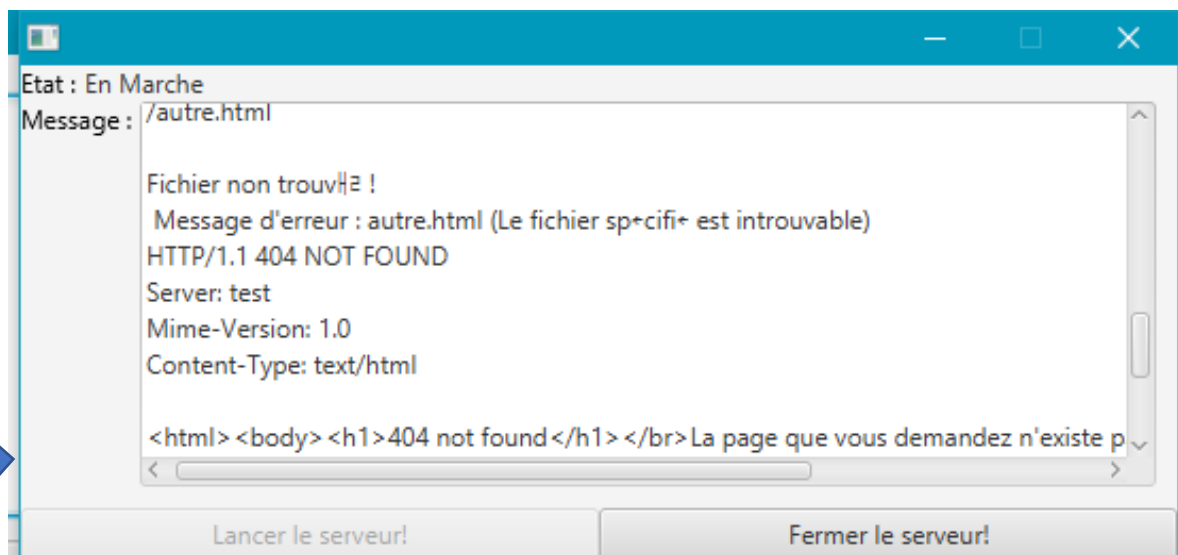 Etat : En Marche
Message : /autre.html
Fichier non trouvㅐㄹ !
Message d'erreur : autre.html (Le fichier sp←cifi← est introuvable)
HTTP/1.1 404 NOT FOUND
Server: test
Mime-Version: 1.0
Content-Type: text/html
<html><body><h1>404 not found</h1></br>La page que vous demandez n'existe p
Lancer le serveur!
Fermer le serveur!